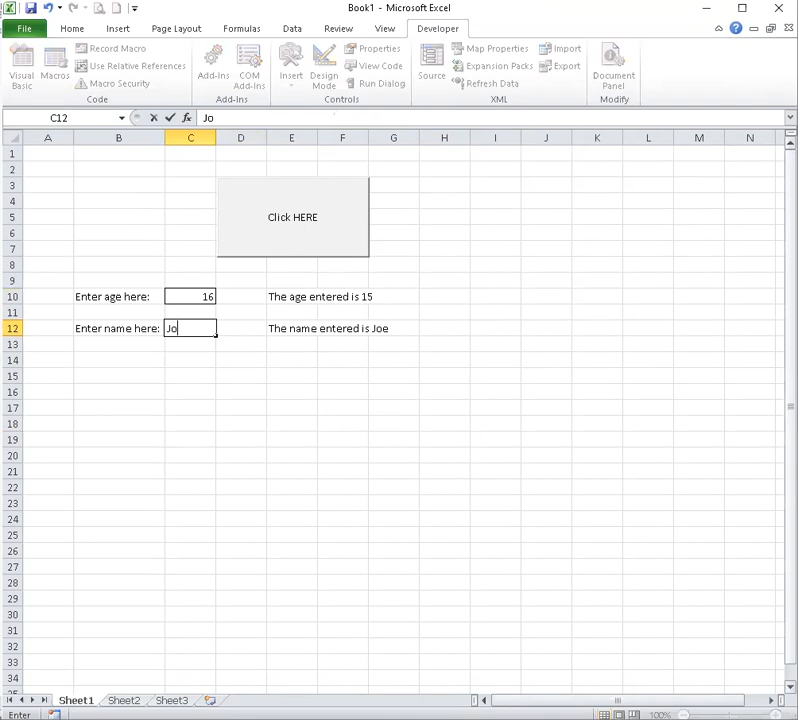 Book1 - Microsoft Excel
File Home Insert Page Layout Formulas Data Review View Developer
Visual Basic
Macros
Record Macro
Use Relative References
Macro Security
Code
Add-Ins
COM Add-Ins
Add-Ins
Insert
Design Mode
Properties
View Code
Run Dialog
Controls
Source
Map Properties
Expansion Packs
Refresh Data
Import
Export
XML
Document Panel
Modify
C12 fx Jo
A B C D E F G H I J K L M N
1
2
3
4
5 Click HERE
6
7
8
9
10 Enter age here: 16 The age entered is 15
11
12 Enter name here: Jo The name entered is Joe
13
14
15
16
17
18
19
20
21
22
23
24
25
26
27
28
29
30
31
32
33
34
35
Sheet1 Sheet2 Sheet3
Enter 100%